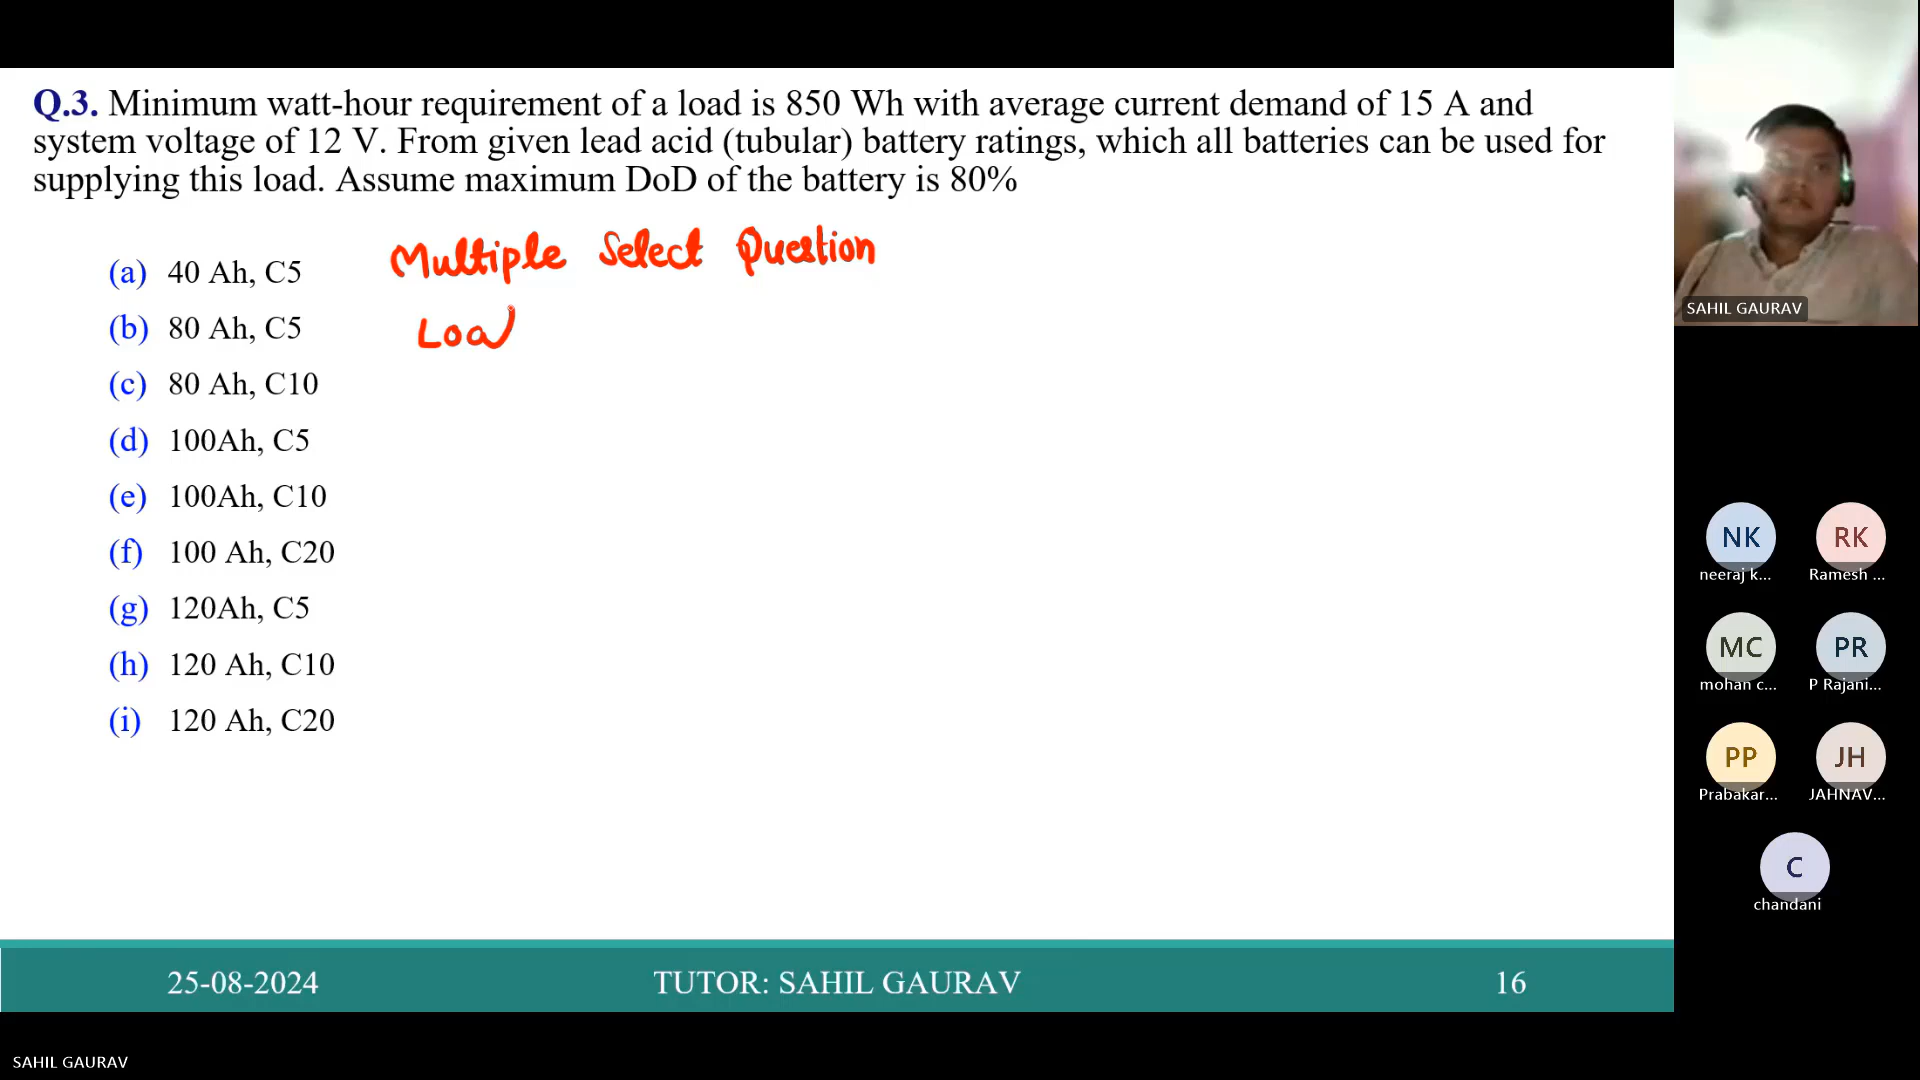 Q.3. Minimum watt-hour requirement of a load is 850 Wh with average current demand of 15 A and
system voltage of 12 V. From given lead acid (tubular) battery ratings, which all batteries can be used for
supplying this load. Assume maximum DoD of the battery is 80%
Multiple Select Question
(a) 40 Ah, C5
(b) 80 Ah, C5
Loa
(c) 80 Ah, C10
(d) 100Ah, C5
(e) 100Ah, C10
(f) 100 Ah, C20
(g) 120Ah, C5
(h) 120 Ah, C10
(i) 120 Ah, C20
25-08-2024 TUTOR: SAHIL GAURAV 16
SAHIL GAURAV
SAHIL GAURAV
NK RK
neeraj k... Ramesh ...
MC PR
mohan c... P Rajani...
PP JH
Prabakar... JAHNAV...
C
chandani